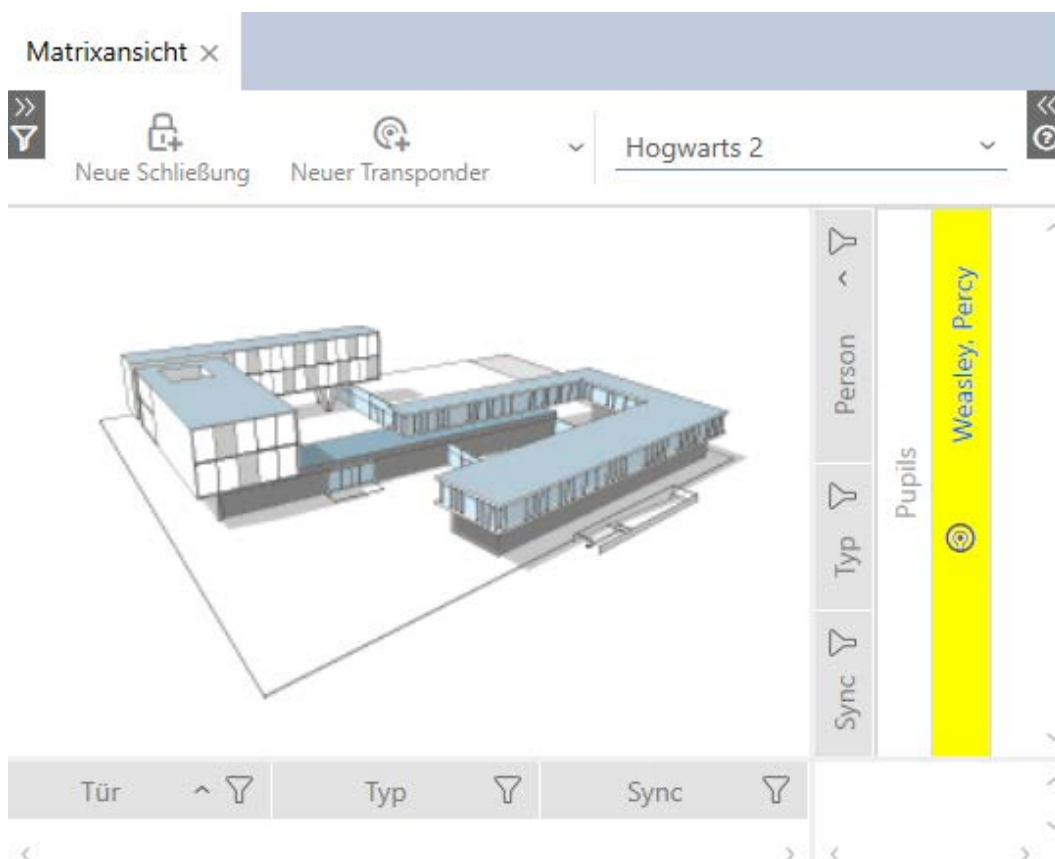 Matrixansicht
Neue Schließung
Neuer Transponder
Hogwarts 2
Person
Typ
Sync
Pupils
Weasley, Percy
Tür
Typ
Sync